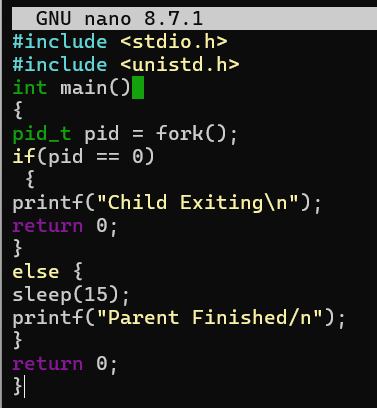 GNU nano 8.7.1
#include <stdio.h>
#include <unistd.h>
int main()
{
pid_t pid = fork();
if(pid == 0)
 {
printf("Child Exiting\n");
return 0;
}
else {
sleep(15);
printf("Parent Finished/n");
}
return 0;
}